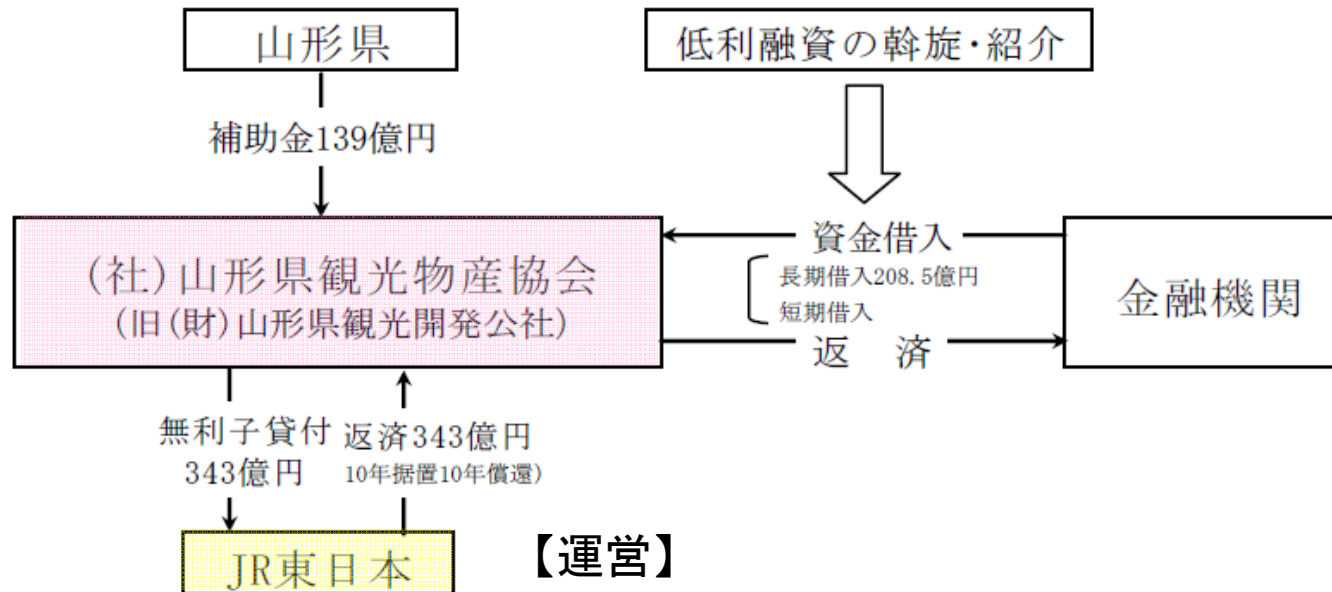 山形県
低利融資の斡旋・紹介
補助金139億円
(社)山形県観光物産協会
(旧(財)山形県観光開発公社)
資金借入
長期借入208.5億円
短期借入
返 済
金融機関
無利子貸付
343億円
返済343億円
10年据置10年償還)
JR東日本
【運営】